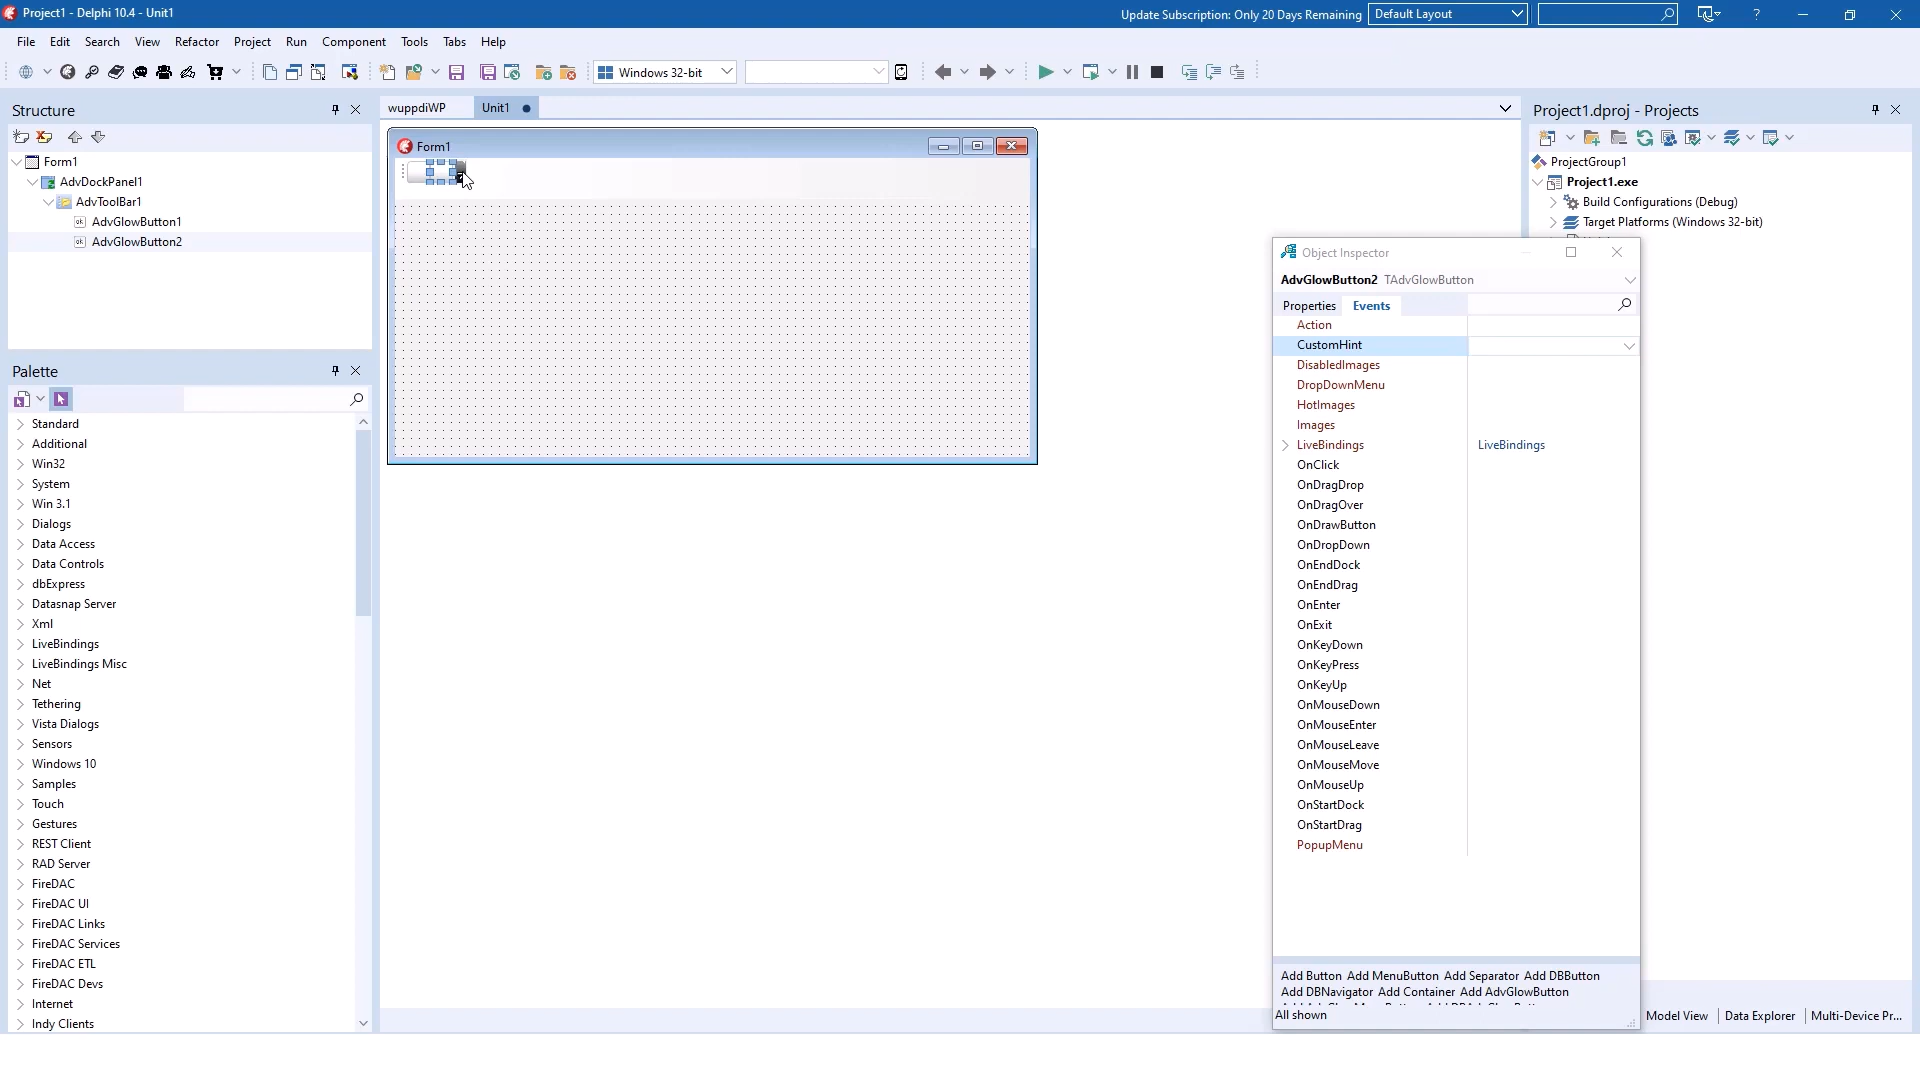 Project1 - Delphi 10.4 - Unit1
Update Subscription: Only 20 Days Remaining
Default Layout
?
File Edit Search View Project Refactor Project Run Component Tools Tabs Help
Windows 32-bit
Structure
Form1
AdvDockPanel1
AdvToolBar1
AdvGlowButton1
AdvGlowButton2
Palette
Standard
Additional
Win32
System
Win 3.1
Dialogs
Data Access
Data Controls
dbExpress
Datasnap Server
Xml
LiveBindings
LiveBindings Misc
Net
Tethering
Vista Dialogs
Sensors
Windows 10
Samples
Touch
Gestures
REST Client
RAD Server
FireDAC
FireDAC UI
FireDAC Links
FireDAC Services
FireDAC ETL
FireDAC Devs
Internet
Indy Clients
wuppdiWP Unit1
Form1
Project1.dproj - Projects
ProjectGroup1
Project1.exe
Build Configurations (Debug)
Target Platforms (Windows 32-bit)
Object Inspector
AdvGlowButton2 TAdvGlowButton
Properties Events
Action
CustomHint
DisabledImages
DropDownMenu
HotImages
Images
LiveBindings LiveBindings
OnClick
OnDragDrop
OnDragOver
OnDrawButton
OnDropDown
OnEndDock
OnEndDrag
OnEnter
OnExit
OnKeyDown
OnKeyPress
OnKeyUp
OnMouseDown
OnMouseEnter
OnMouseLeave
OnMouseMove
OnMouseUp
OnStartDock
OnStartDrag
PopupMenu
Add Button Add MenuButton Add Separator Add DBButton
Add DBNavigator Add Container Add AdvGlowButton
All shown
Model View Data Explorer Multi-Device Pr...